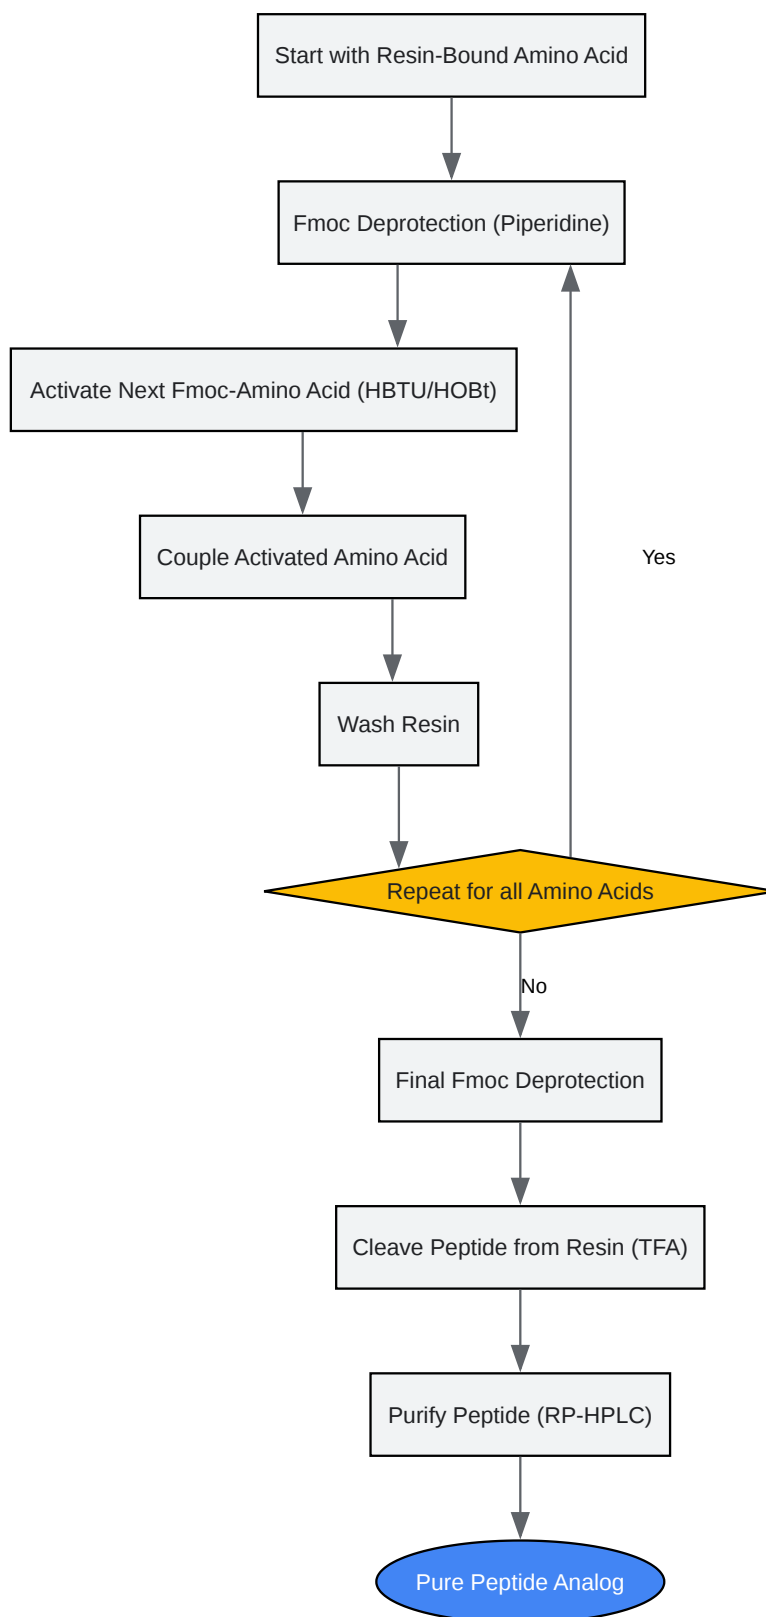 Start with Resin-Bound Amino Acid
Fmoc Deprotection (Piperidine)
Activate Next Fmoc-Amino Acid (HBTU/HOBt)
Couple Activated Amino Acid
Yes
Wash Resin
Repeat for all Amino Acids
No
Final Fmoc Deprotection
Cleave Peptide from Resin (TFA)
Purify Peptide (RP-HPLC)
Pure Peptide Analog